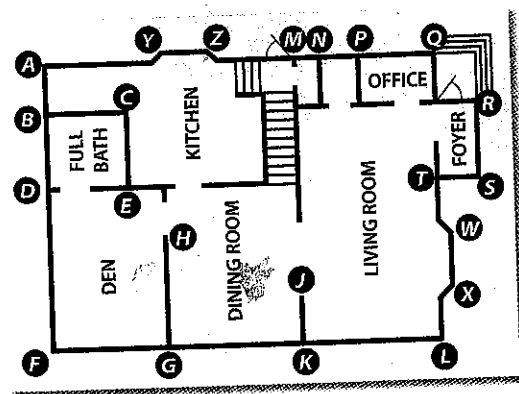 Y
Z
M
N
P
Q
A
OFFICE
R
B
C
KITCHEN
FULL
BATH
FOYER
D
E
T
S
H
LIVING ROOM
W
DEN
DINING ROOM
J
X
F
G
K
L